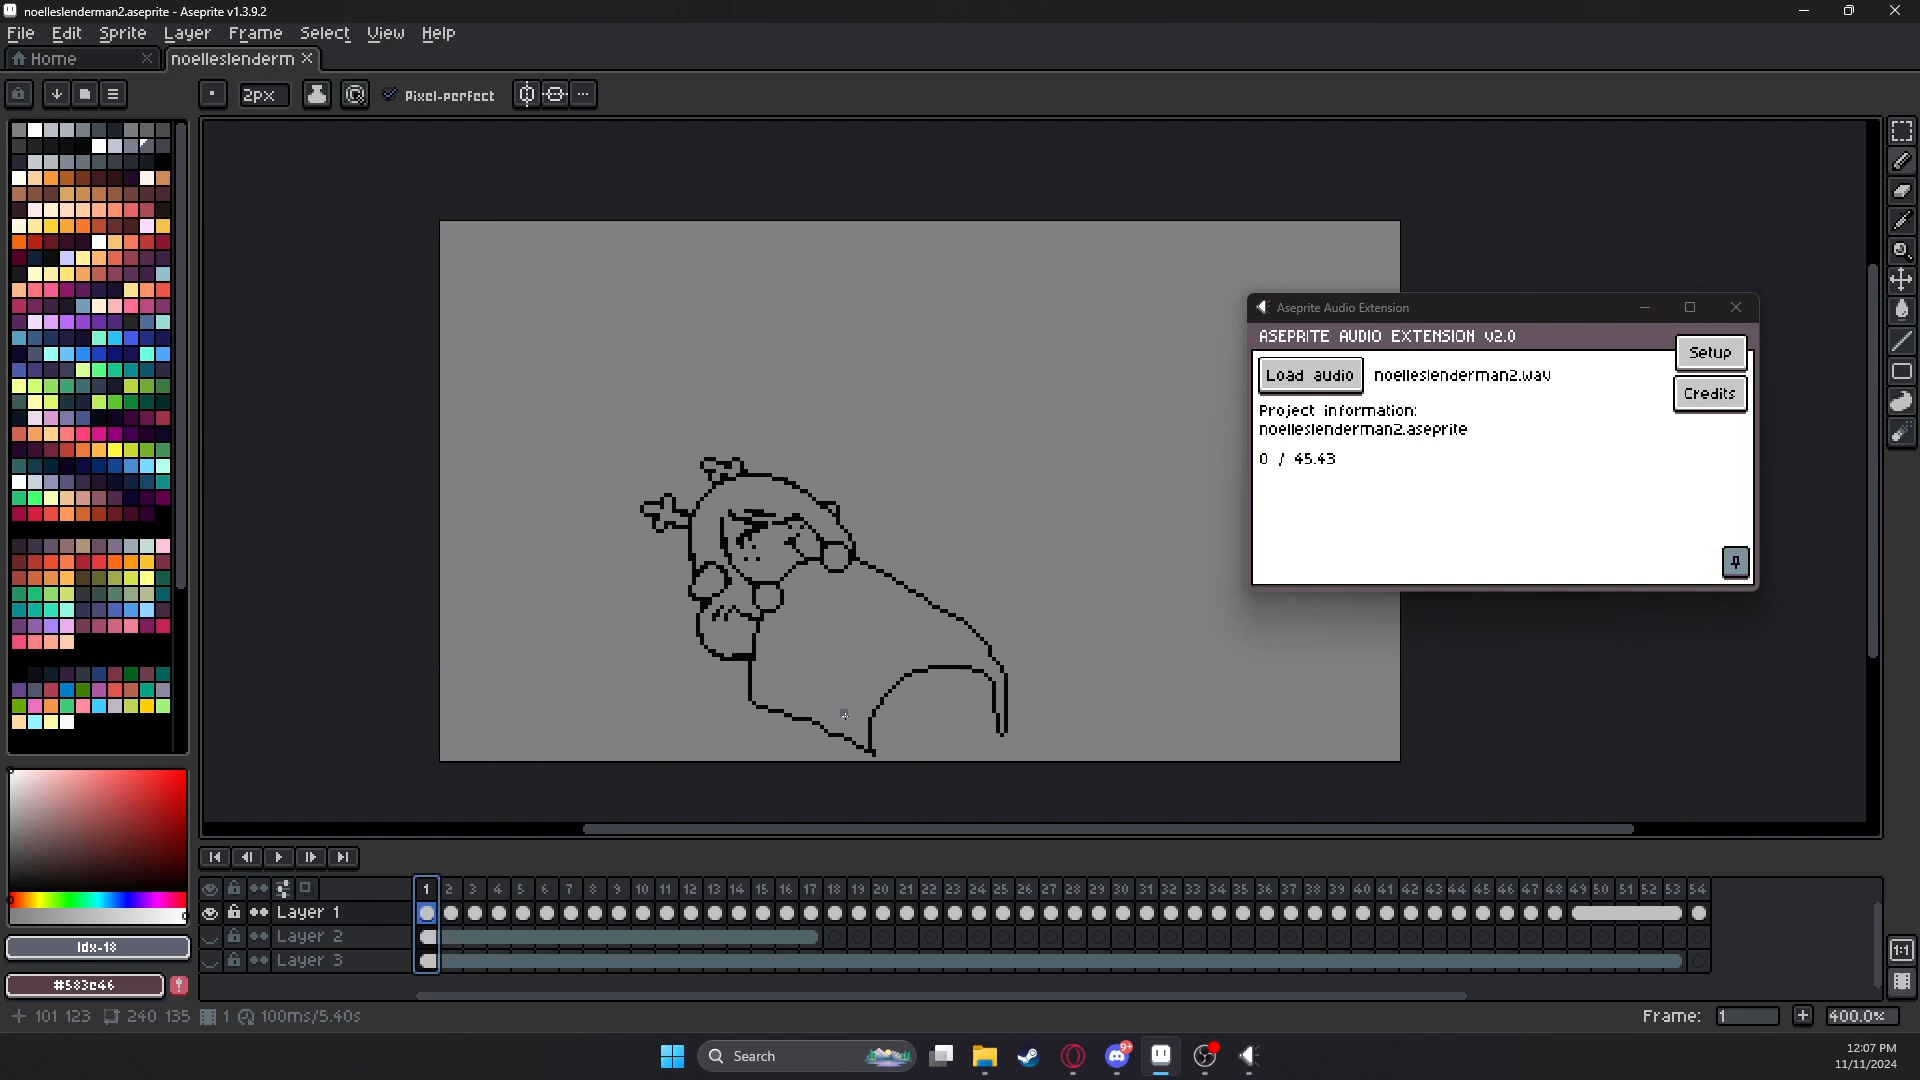 noelleslenderman2.aseprite - Aseprite v1.3.9.2
File Edit Sprite Layer Frame Select View Help
Home noelleslenderm
2px Pixel-perfect
Aseprite Audio Extension
ASEPRITE AUDIO EXTENSION v2.0
Setup
Load audio noelleslenderman2.wav
Credits
Project information:
noelleslenderman2.aseprite
0 / 45.43
1 2 3 4 5 6 7 8 9 10 11 12 13 14 15 16 17 18 19 20 21 22 23 24 25 26 27 28 29 30 31 32 33 34 35 36 37 38 39 40 41 42 43 44 45 46 47 48 49 50 51 52 53 54
Layer 1
Layer 2
Layer 3
Idx-18
#583e46
1:1
101 123 240 135 1 100ms/5.40s Frame: 1 400.0%
Search
9+
12:07 PM
11/11/2024